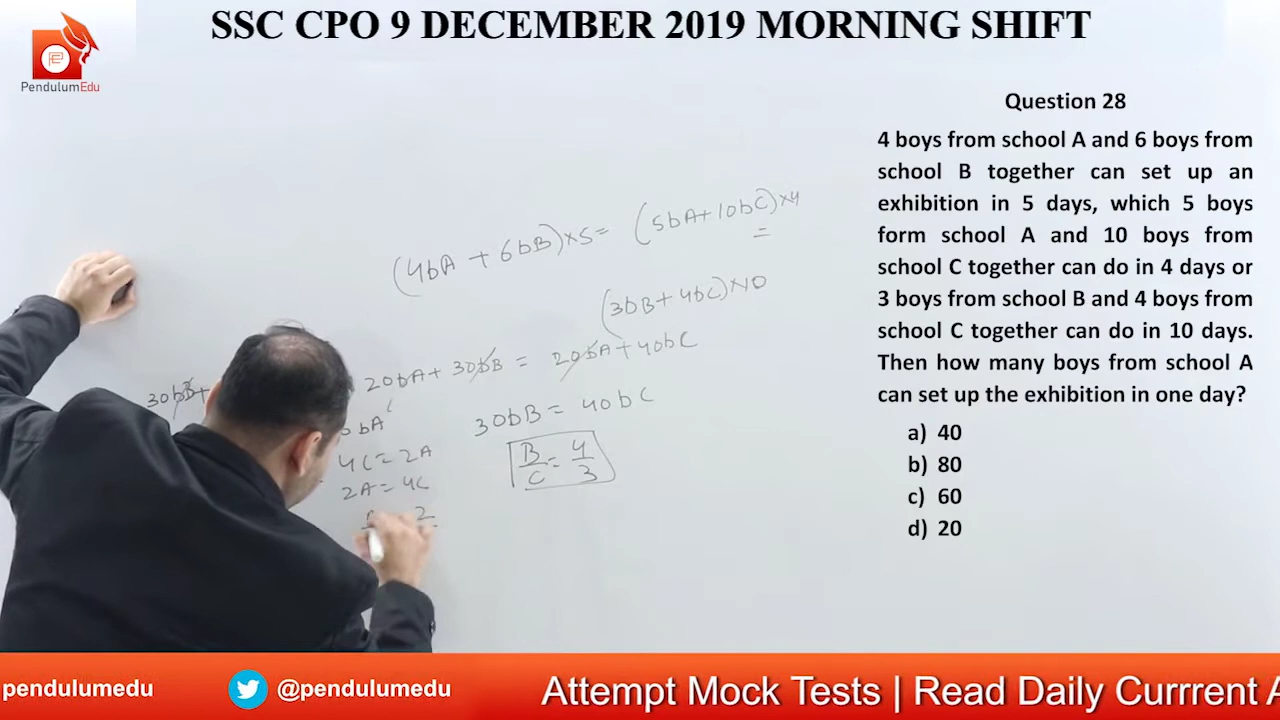 SSC CPO 9 DECEMBER 2019 MORNING SHIFT
PendulumEdu
Question 28
4 boys from school A and 6 boys from
school B together can set up an
exhibition in 5 days, which 5 boys
form school A and 10 boys from
school C together can do in 4 days or
3 boys from school B and 4 boys from
school C together can do in 10 days.
Then how many boys from school A
can set up the exhibition in one day?
a) 40
b) 80
c) 60
d) 20
(4bA + 6bB)×5 = (5bA+10bC)×4
=
(3bB+4bC)×10
30bB+ 20bA+ 30bB = 20bA+40bC
bA
30bB = 40bC
4C=2A
2A=4C
B/C = 4/3
2
pendulumedu
@pendulumedu
Attempt Mock Tests | Read Daily Currrent A